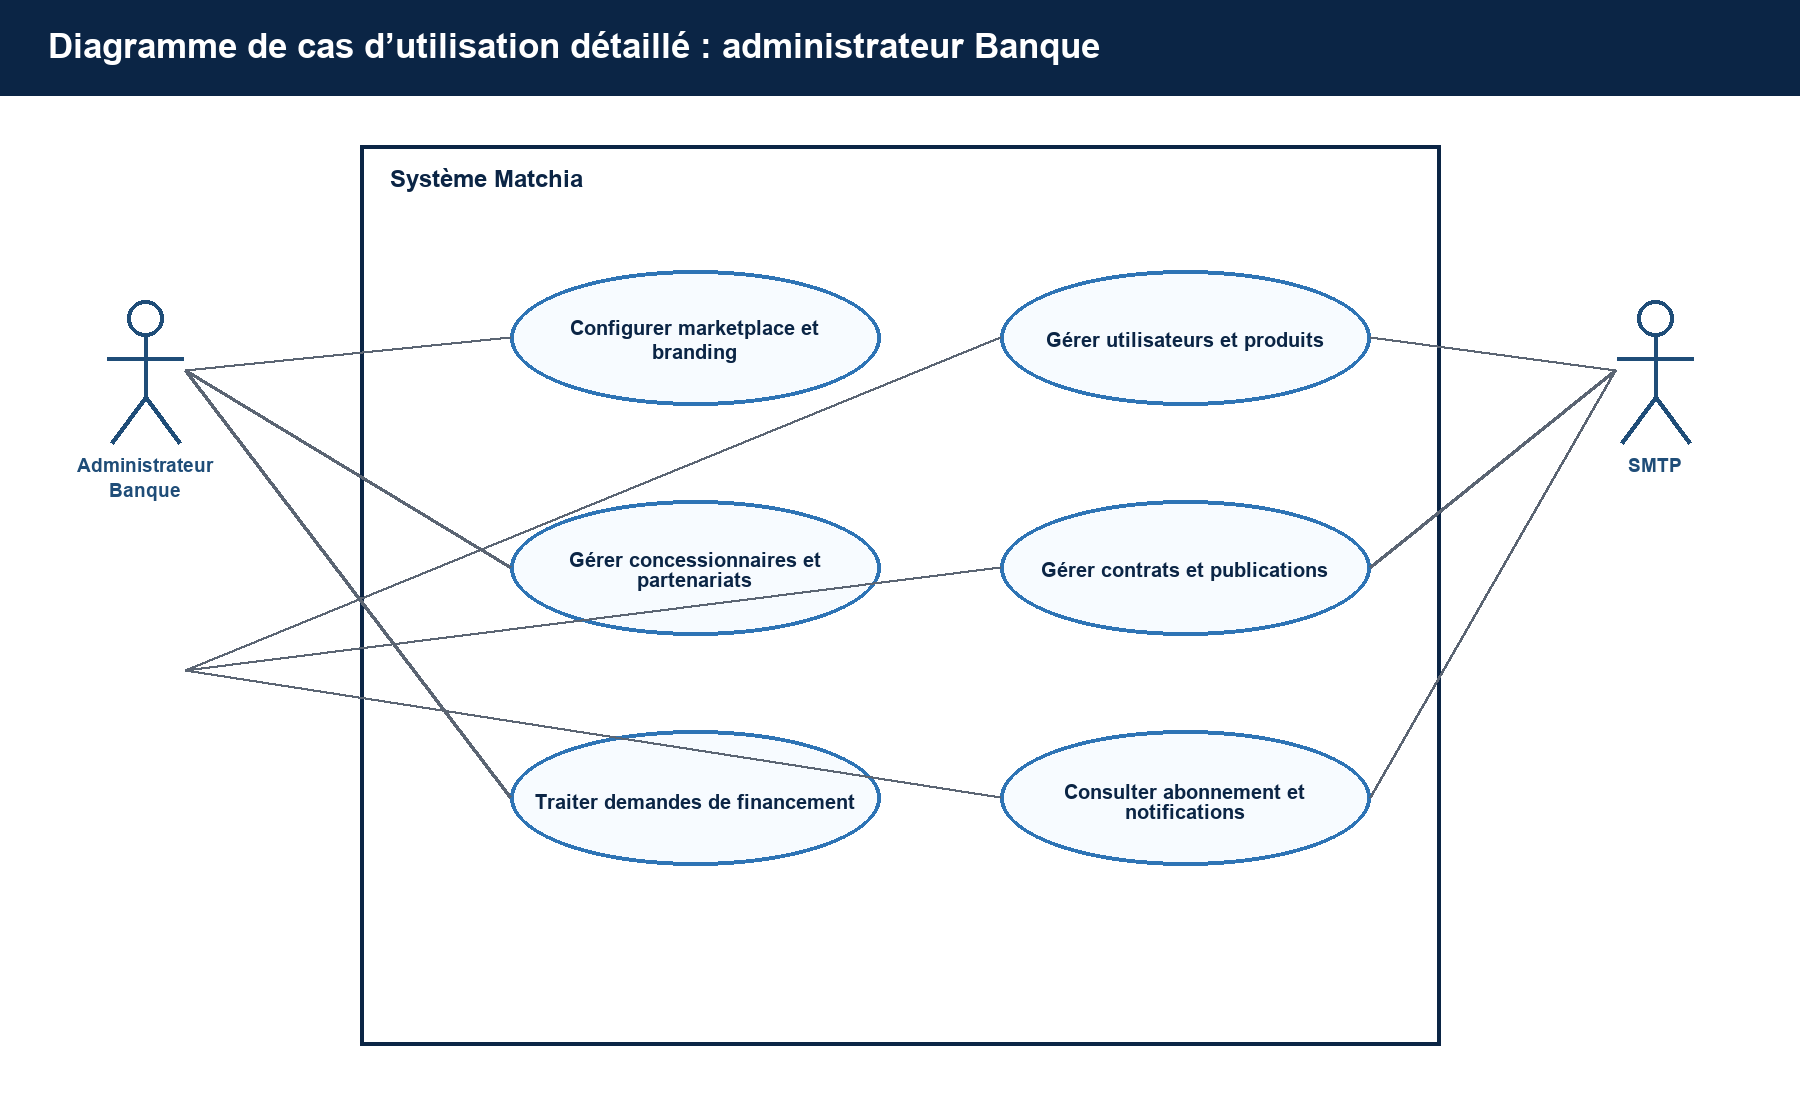 Diagramme de cas d’utilisation détaillé : administrateur Banque
Système Matchia
Configurer marketplace et
branding
Gérer utilisateurs et produits
Administrateur
Banque
SMTP
Gérer concessionnaires et
partenariats
Gérer contrats et publications
Traiter demandes de financement
Consulter abonnement et
notifications